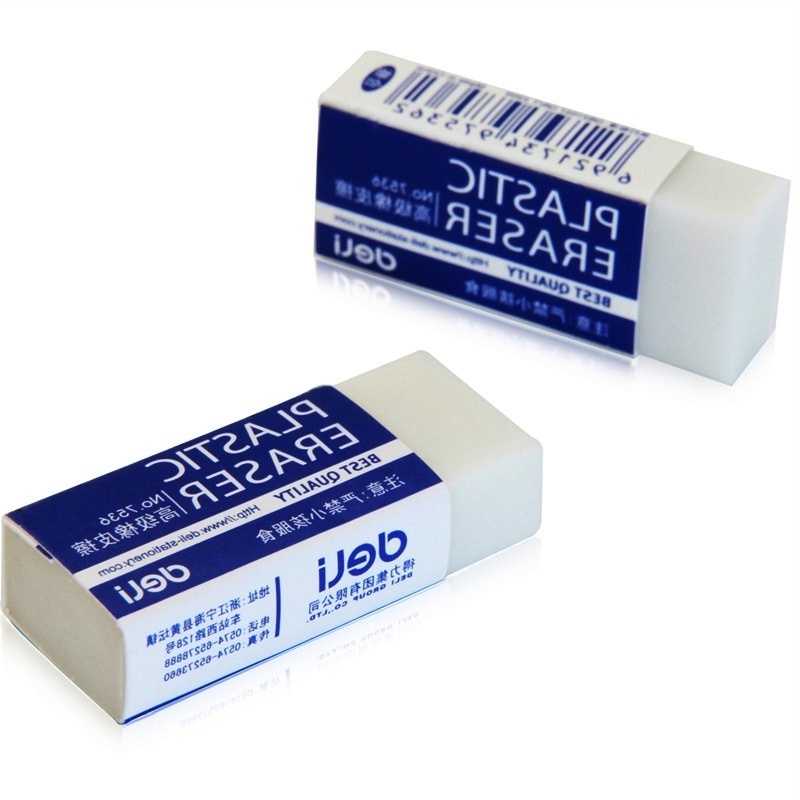 6921734975362
PLASTIC
ERASER
No.7536
高级橡皮擦
BEST QUALITY
Http://www.deli-stationery.com
注意:严禁小孩服食
deli
PLASTIC
ERASER
No.7536
高级橡皮擦
BEST QUALITY
Http://www.deli-stationery.com
注意:严禁小孩服食
deli
deli
得力集团有限公司
DELI GROUP CO.,LTD.
地址:浙江宁海县黄坛镇
车站西路128号
电话:0574-65278888
传真:0574-65273660